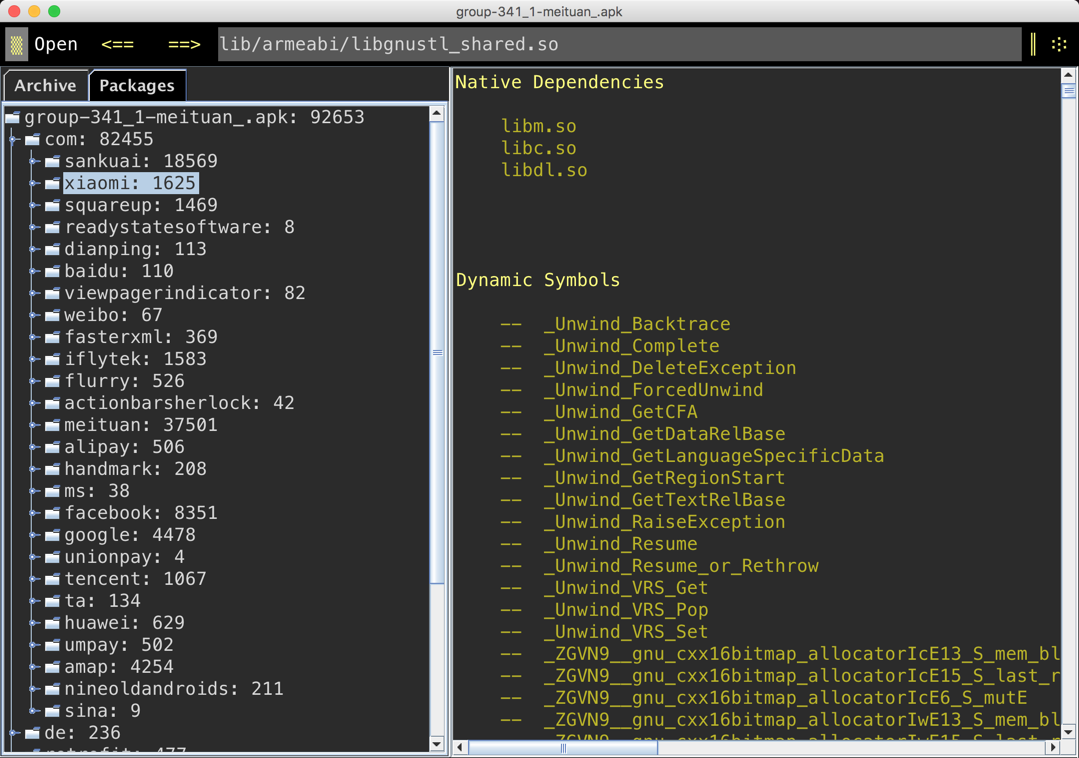 group-341_1-meituan_.apk
Open <== ==> lib/armeabi/libgnustl_shared.so
Archive Packages
group-341_1-meituan_.apk: 92653
com: 82455
sankuai: 18569
xiaomi: 1625
squareup: 1469
readystatesoftware: 8
dianping: 113
baidu: 110
viewpagerindicator: 82
weibo: 67
fasterxml: 369
iflytek: 1583
flurry: 526
actionbarsherlock: 42
meituan: 37501
alipay: 506
handmark: 208
ms: 38
facebook: 8351
google: 4478
unionpay: 4
tencent: 1067
ta: 134
huawei: 629
umpay: 502
amap: 4254
nineoldandroids: 211
sina: 9
de: 236
Native Dependencies
libm.so
libc.so
libdl.so
Dynamic Symbols
-- _Unwind_Backtrace
-- _Unwind_Complete
-- _Unwind_DeleteException
-- _Unwind_ForcedUnwind
-- _Unwind_GetCFA
-- _Unwind_GetDataRelBase
-- _Unwind_GetLanguageSpecificData
-- _Unwind_GetRegionStart
-- _Unwind_GetTextRelBase
-- _Unwind_RaiseException
-- _Unwind_Resume
-- _Unwind_Resume_or_Rethrow
-- _Unwind_VRS_Get
-- _Unwind_VRS_Pop
-- _Unwind_VRS_Set
-- _ZGVN9__gnu_cxx16bitmap_allocatorIcE13_S_mem_bl
-- _ZGVN9__gnu_cxx16bitmap_allocatorIcE15_S_last_r
-- _ZGVN9__gnu_cxx16bitmap_allocatorIcE6_S_mutE
-- _ZGVN9__gnu_cxx16bitmap_allocatorIwE13_S_mem_bl